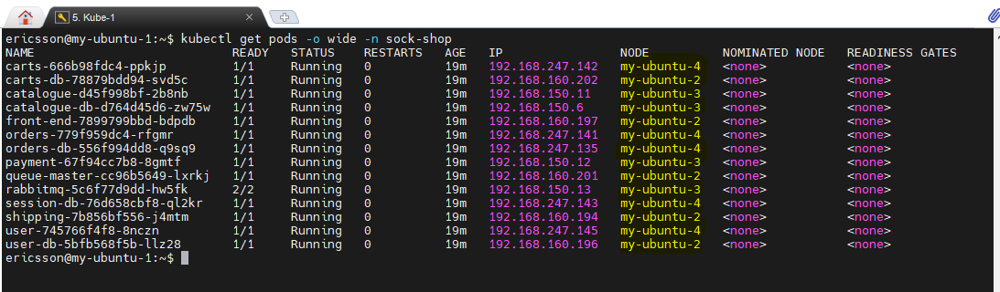 5. Kube-1
ericsson@my-ubuntu-1:~$ kubectl get pods -o wide -n sock-shop
NAME READY STATUS RESTARTS AGE IP NODE NOMINATED NODE READINESS GATES
carts-666b98fdc4-ppkjp 1/1 Running 0 19m 192.168.247.142 my-ubuntu-4 <none> <none>
carts-db-78879bdd94-svd5c 1/1 Running 0 19m 192.168.160.202 my-ubuntu-2 <none> <none>
catalogue-d45f998bf-2b8nb 1/1 Running 0 19m 192.168.150.11 my-ubuntu-3 <none> <none>
catalogue-db-d764d45d6-zw75w 1/1 Running 0 19m 192.168.150.6 my-ubuntu-3 <none> <none>
front-end-7899799bbd-bdpdb 1/1 Running 0 19m 192.168.160.197 my-ubuntu-2 <none> <none>
orders-779f959dc4-rfgmr 1/1 Running 0 19m 192.168.247.141 my-ubuntu-4 <none> <none>
orders-db-556f994dd8-q9sq9 1/1 Running 0 19m 192.168.247.135 my-ubuntu-4 <none> <none>
payment-67f94cc7b8-8gmtf 1/1 Running 0 19m 192.168.150.12 my-ubuntu-3 <none> <none>
queue-master-cc96b5649-lxrkj 1/1 Running 0 19m 192.168.160.201 my-ubuntu-2 <none> <none>
rabbitmq-5c6f77d9dd-hw5fk 2/2 Running 0 19m 192.168.150.13 my-ubuntu-3 <none> <none>
session-db-76d658cbf8-ql2kr 1/1 Running 0 19m 192.168.247.143 my-ubuntu-4 <none> <none>
shipping-7b856bf556-j4mtm 1/1 Running 0 19m 192.168.160.194 my-ubuntu-2 <none> <none>
user-745766f4f8-8nczn 1/1 Running 0 19m 192.168.247.145 my-ubuntu-4 <none> <none>
user-db-5bfb568f5b-llz28 1/1 Running 0 19m 192.168.160.196 my-ubuntu-2 <none> <none>
ericsson@my-ubuntu-1:~$